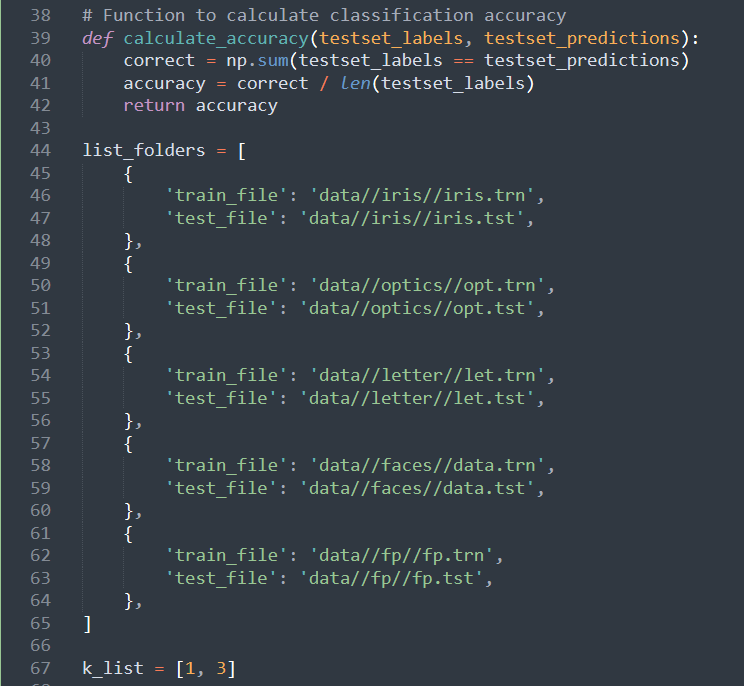 38 # Function to calculate classification accuracy
39 def calculate_accuracy(testset_labels, testset_predictions):
40     correct = np.sum(testset_labels == testset_predictions)
41     accuracy = correct / len(testset_labels)
42     return accuracy
43
44 list_folders = [
45     {
46         'train_file': 'data//iris//iris.trn',
47         'test_file': 'data//iris//iris.tst',
48     },
49     {
50         'train_file': 'data//optics//opt.trn',
51         'test_file': 'data//optics//opt.tst',
52     },
53     {
54         'train_file': 'data//letter//let.trn',
55         'test_file': 'data//letter//let.tst',
56     },
57     {
58         'train_file': 'data//faces//data.trn',
59         'test_file': 'data//faces//data.tst',
60     },
61     {
62         'train_file': 'data//fp//fp.trn',
63         'test_file': 'data//fp//fp.tst',
64     },
65 ]
66
67 k_list = [1, 3]